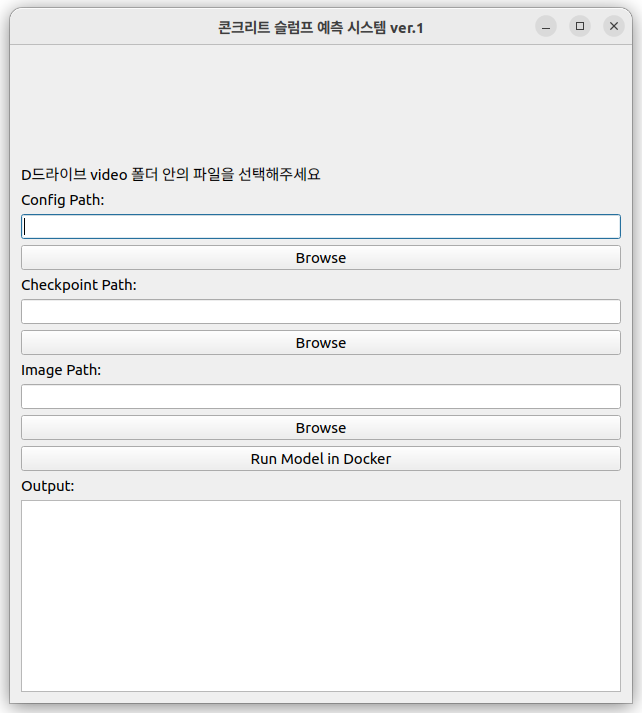 콘크리트 슬럼프 예측 시스템 ver.1
D드라이브 video 폴더 안의 파일을 선택해주세요
Config Path:
Browse
Checkpoint Path:
Browse
Image Path:
Browse
Run Model in Docker
Output: